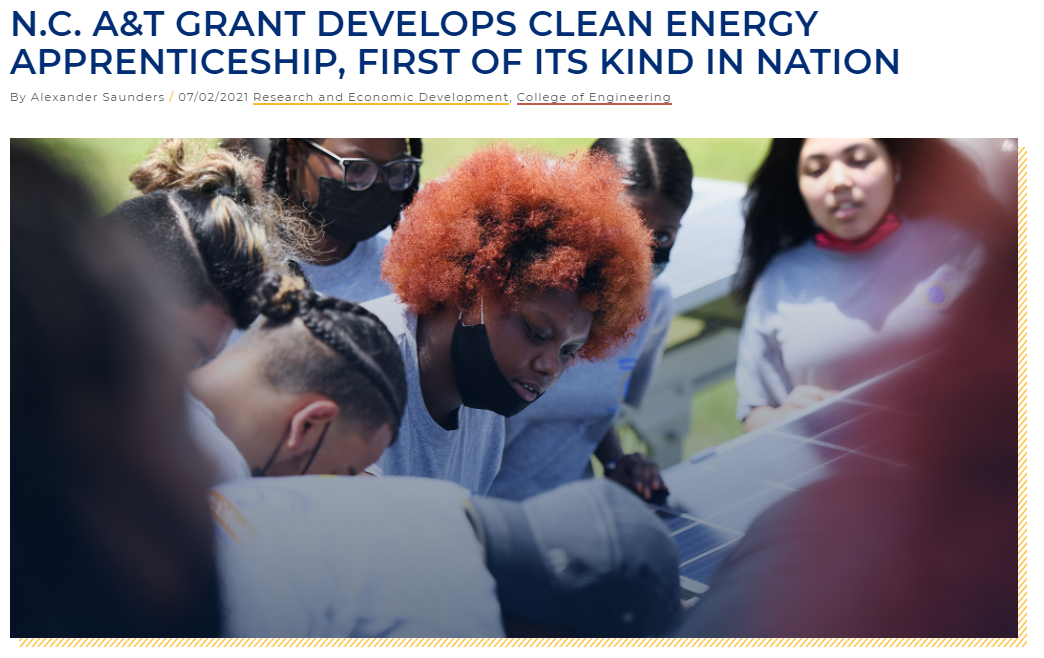 N.C. A&T GRANT DEVELOPS CLEAN ENERGY
APPRENTICESHIP, FIRST OF ITS KIND IN NATION
By Alexander Saunders / 07/02/2021 Research and Economic Development, College of Engineering